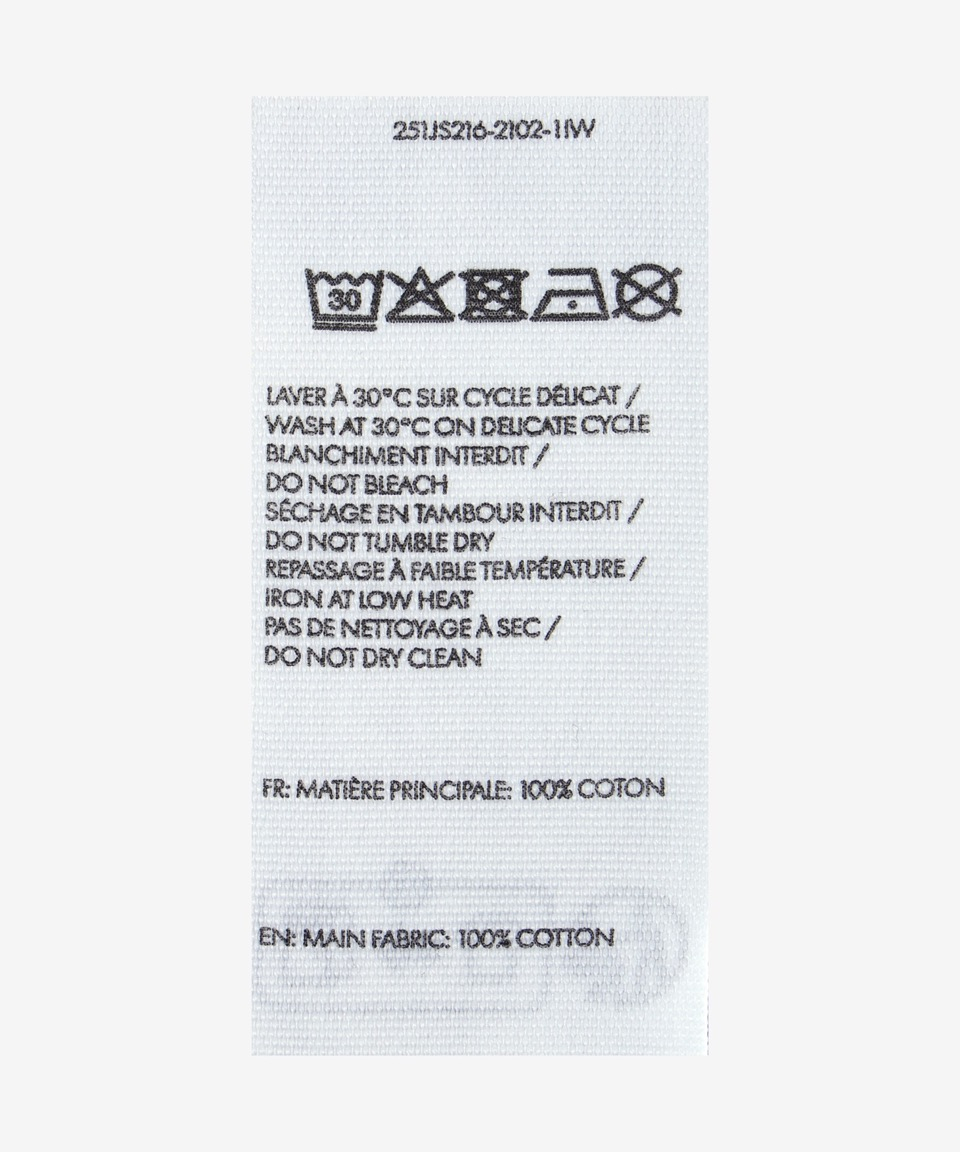 251JS216-2102-1IW
30
LAVER À 30°C SUR CYCLE DÉLICAT /
WASH AT 30°C ON DELICATE CYCLE
BLANCHIMENT INTERDIT /
DO NOT BLEACH
SÉCHAGE EN TAMBOUR INTERDIT /
DO NOT TUMBLE DRY
REPASSAGE À FAIBLE TEMPÉRATURE /
IRON AT LOW HEAT
PAS DE NETTOYAGE À SEC /
DO NOT DRY CLEAN
FR: MATIÈRE PRINCIPALE: 100% COTON
EN: MAIN FABRIC: 100% COTTON